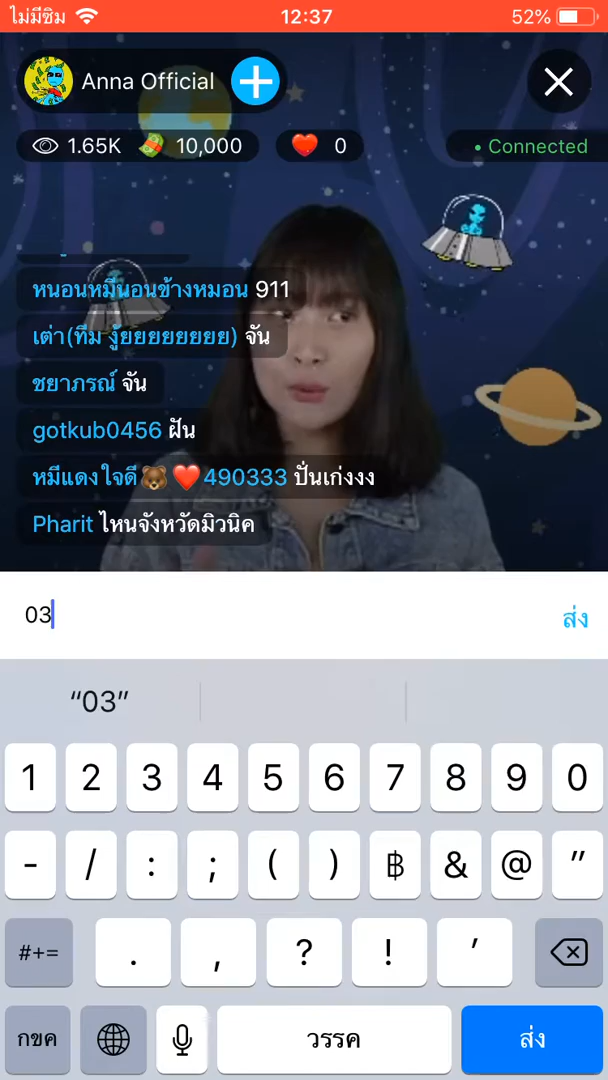 ไม่มีซิม 12:37 52%
Anna Official
1.65K 10,000 0 • Connected
หนอนหมีนอนข้างหมอน 911
เต่า(ทีม งู้ยยยยยยยย) จัน
ชยาภรณ์ จัน
gotkub0456 ฝัน
หมีแดงใจดี🐻❤️490333 ปั่นเก่งงง
Pharit ไหนจังหวัดมิวนิค
03 ส่ง
“03”
1 2 3 4 5 6 7 8 9 0
- / : ; ( ) ฿ & @ ”
#+= . , ? ! ’
กขค วรรค ส่ง